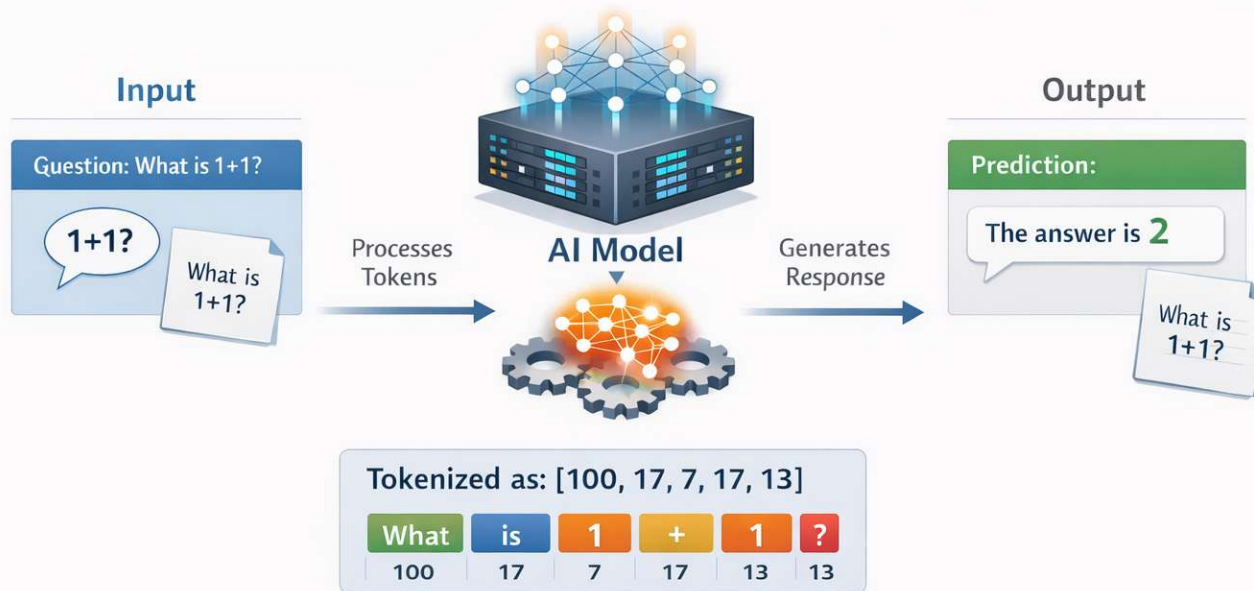 Input
Question: What is 1+1?
1+1?
What is
1+1?
Processes
Tokens
AI Model
Generates
Response
Output
Prediction:
The answer is 2
What is
1+1?
Tokenized as: [100, 17, 7, 17, 13]
What is 1 + 1 ?
100 17 7 17 13 13